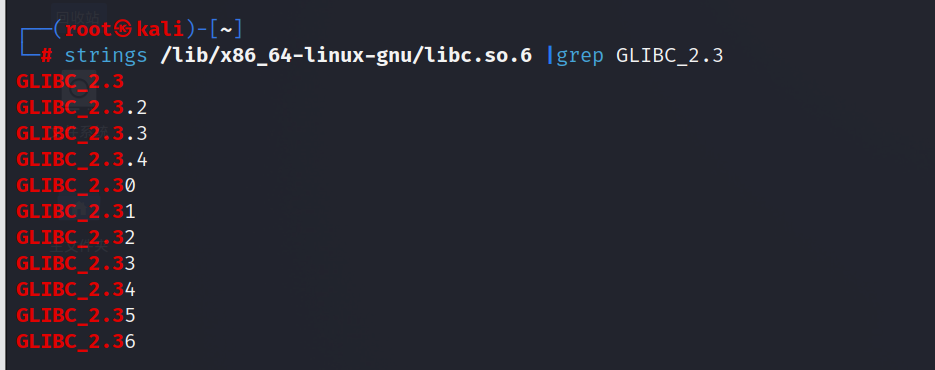 ┌──(root㉿kali)-[~]
└─# strings /lib/x86_64-linux-gnu/libc.so.6 |grep GLIBC_2.3
GLIBC_2.3
GLIBC_2.3.2
GLIBC_2.3.3
GLIBC_2.3.4
GLIBC_2.30
GLIBC_2.31
GLIBC_2.32
GLIBC_2.33
GLIBC_2.34
GLIBC_2.35
GLIBC_2.36